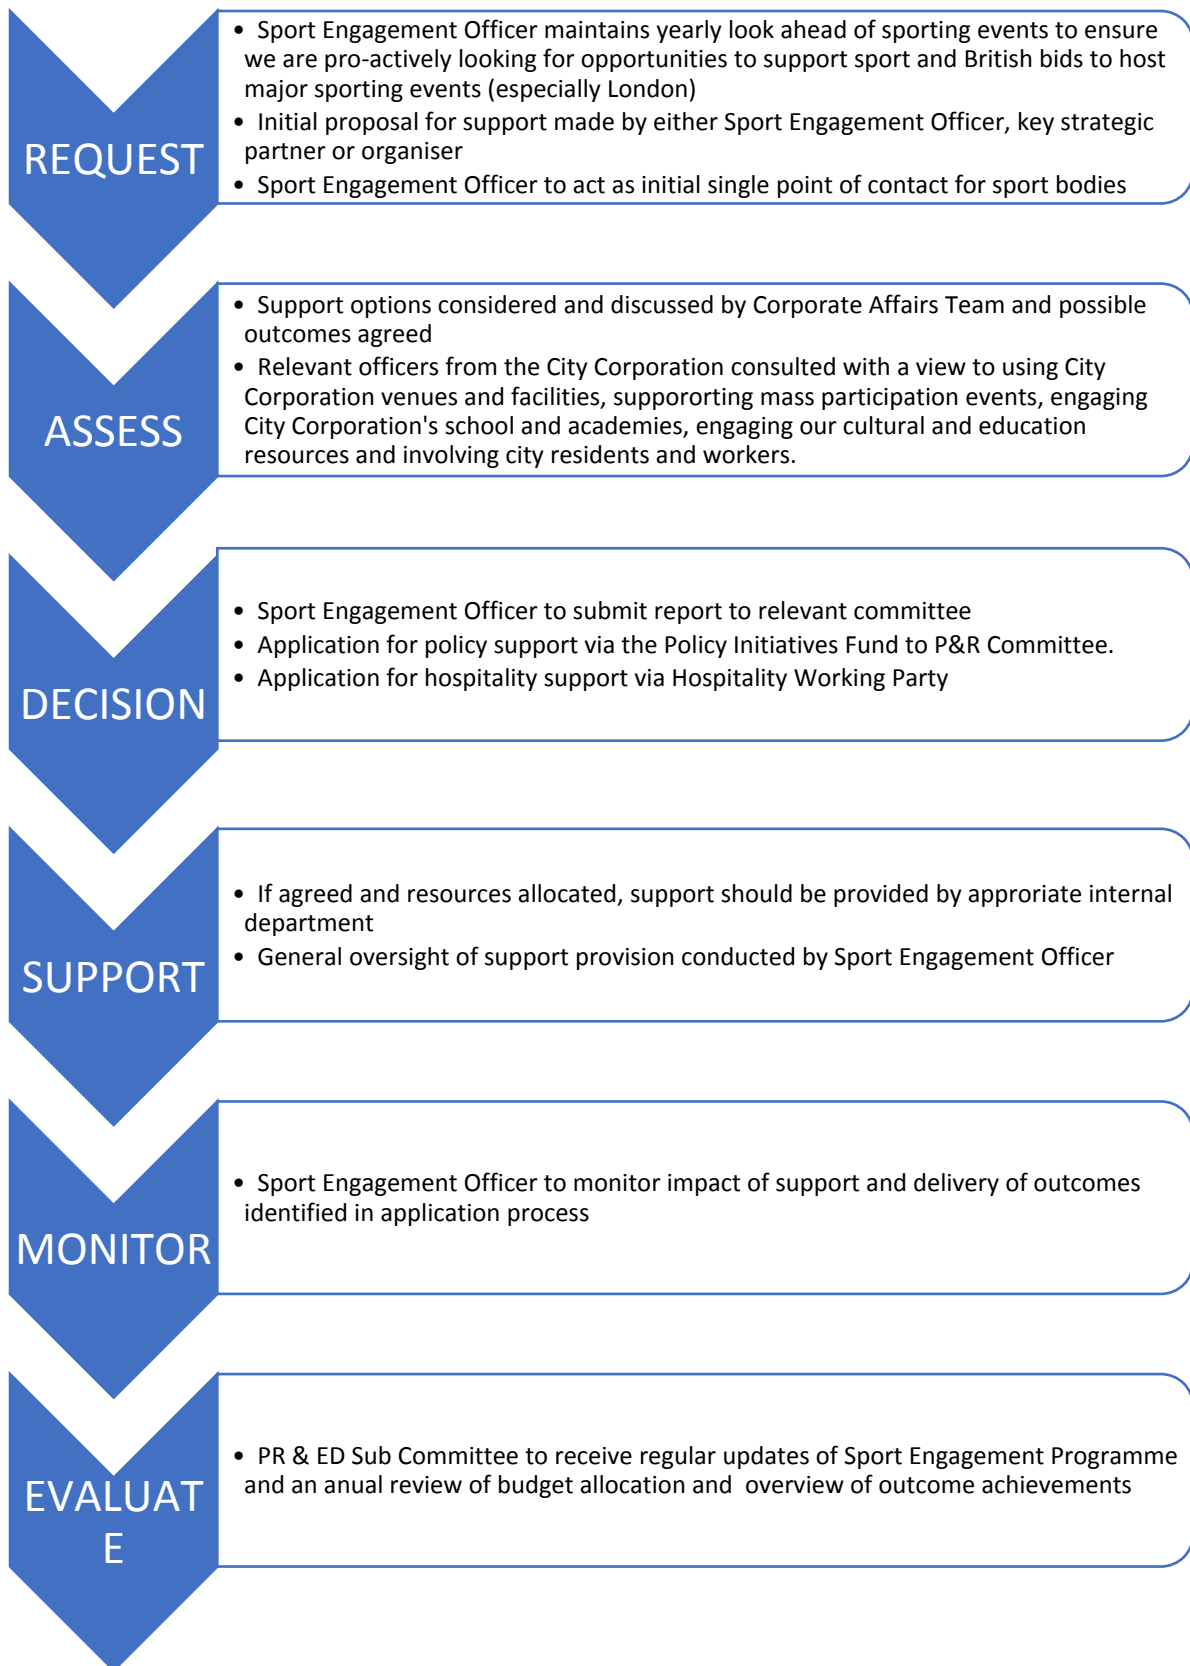 REQUEST
• Sport Engagement Officer maintains yearly look ahead of sporting events to ensure
we are pro-actively looking for opportunities to support sport and British bids to host
major sporting events (especially London)
• Initial proposal for support made by either Sport Engagement Officer, key strategic
partner or organiser
• Sport Engagement Officer to act as initial single point of contact for sport bodies
ASSESS
• Support options considered and discussed by Corporate Affairs Team and possible
outcomes agreed
• Relevant officers from the City Corporation consulted with a view to using City
Corporation venues and facilities, suppororting mass participation events, engaging
City Corporation's school and academies, engaging our cultural and education
resources and involving city residents and workers.
DECISION
• Sport Engagement Officer to submit report to relevant committee
• Application for policy support via the Policy Initiatives Fund to P&R Committee.
• Application for hospitality support via Hospitality Working Party
SUPPORT
• If agreed and resources allocated, support should be provided by approriate internal
department
• General oversight of support provision conducted by Sport Engagement Officer
MONITOR
• Sport Engagement Officer to monitor impact of support and delivery of outcomes
identified in application process
EVALUAT
E
• PR & ED Sub Committee to receive regular updates of Sport Engagement Programme
and an anual review of budget allocation and  overview of outcome achievements